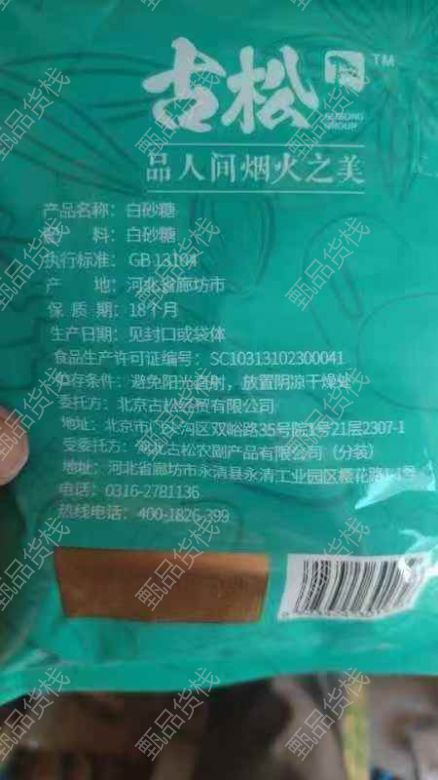 古松
TM
GUSONG
GROUP
品人间烟火之美
产品名称：白砂糖
配 料：白砂糖
执行标准：GB 13104
产 地：河北省廊坊市
保 质 期：18个月
生产日期：见封口或袋体
食品生产许可证编号：SC10313102300041
贮存条件：避免阳光直射，放置阴凉干燥处
委托方：北京古松经贸有限公司
地址：北京市门头沟区双峪路35号院1号21层2307-1
受委托方：河北古松农副产品有限公司（分装）
地址：河北省廊坊市永清县永清工业园区樱花路
电话：0316-2781136
热线电话：400-1826-399
甄品货栈